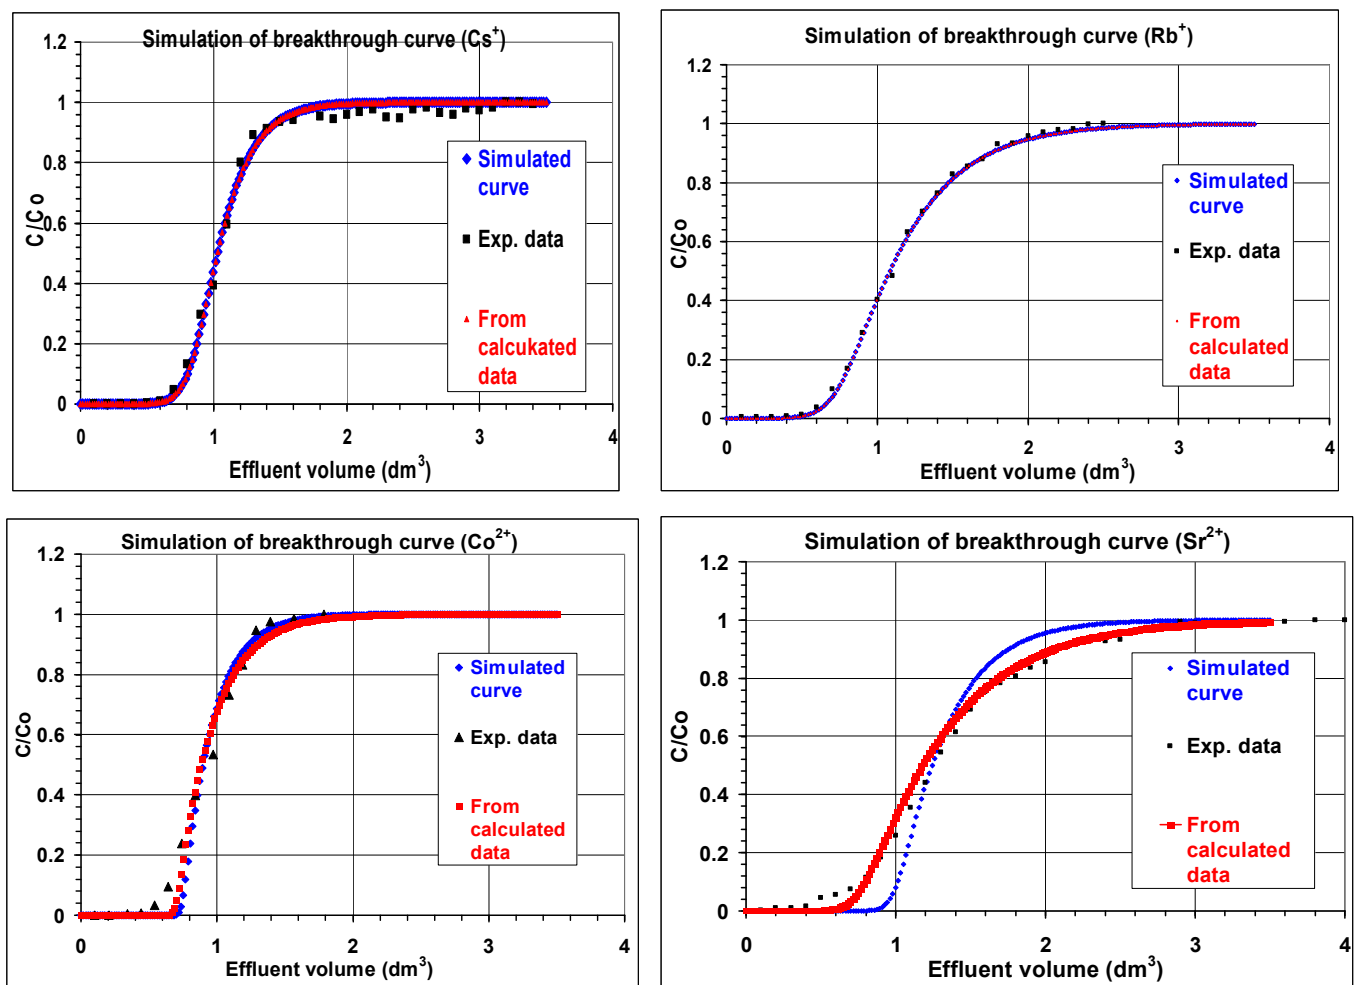 Simulation of breakthrough curve (Cs⁺)
1.2
1
0.8
0.6
0.4
0.2
0
C/Co
0
1
2
3
4
Effluent volume (dm³)
Simulated
curve
Exp. data
From
calcukated
data
Simulation of breakthrough curve (Rb⁺)
1.2
1
0.8
0.6
0.4
0.2
0
C/Co
0
1
2
3
4
Effluent volume (dm³)
Simulated
curve
Exp. data
From
calculated
data
Simulation of breakthrough curve (Co²⁺)
1.2
1
0.8
0.6
0.4
0.2
0
C/Co
0
1
2
3
4
Effluent volume (dm³)
Simulated
curve
Exp. data
From
calculated
data
Simulation of breakthrough curve (Sr²⁺)
1.2
1
0.8
0.6
0.4
0.2
0
C/Co
0
1
2
3
4
Effluent volume (dm³)
Simulated
curve
Exp. data
From
calculated
data